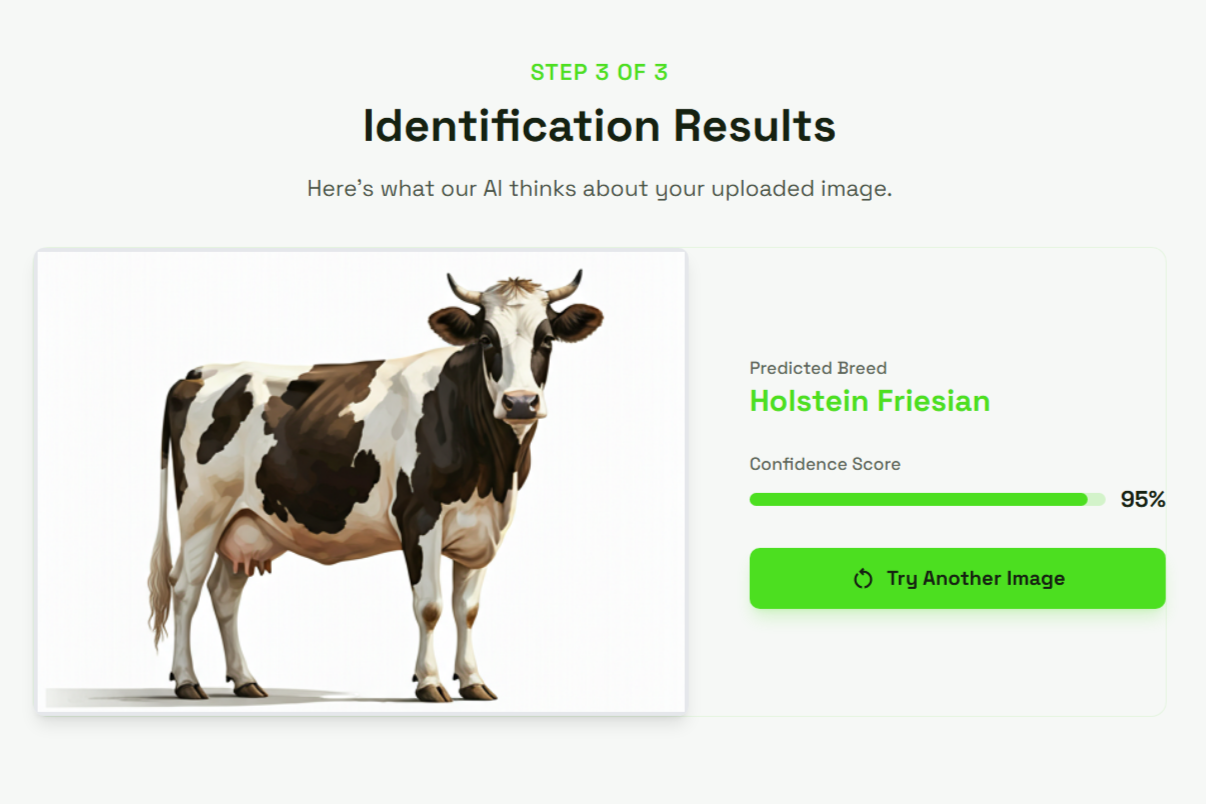 STEP 3 OF 3
Identification Results
Here's what our AI thinks about your uploaded image.
Predicted Breed
Holstein Friesian
Confidence Score
95%
Try Another Image